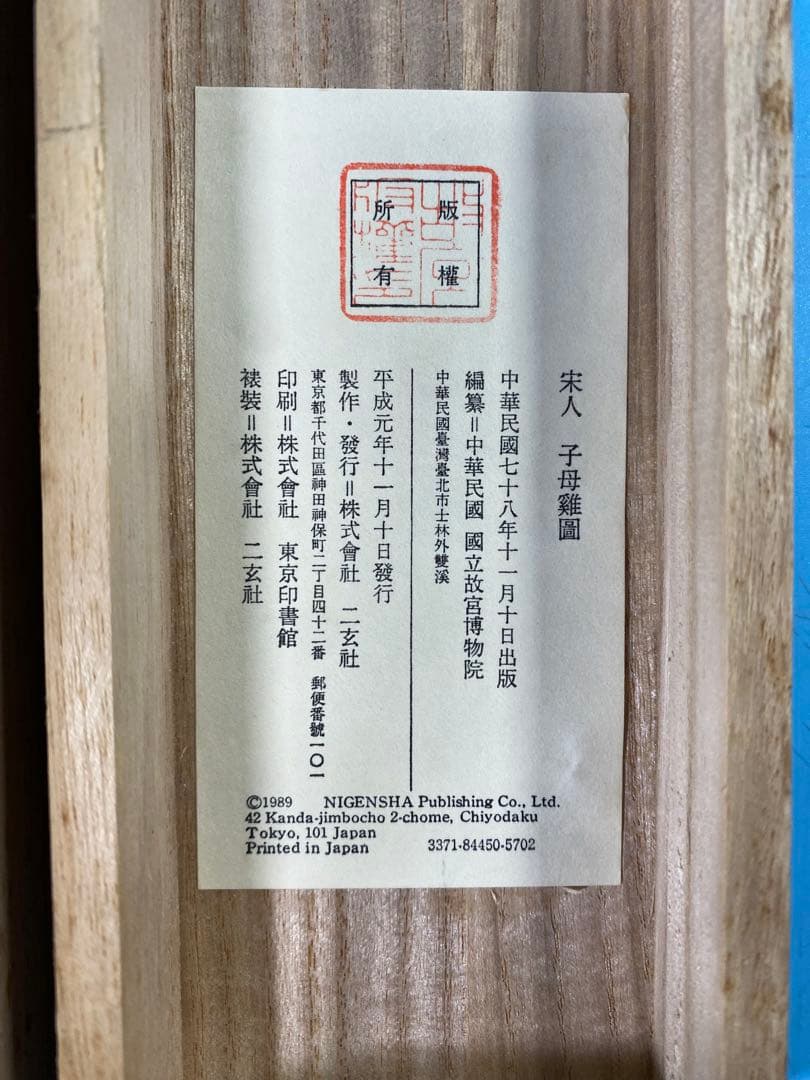 版權
所有
宋人 子母雞圖
中華民國七十八年十一月十日出版
編纂＝中華民國 國立故宮博物院
中華民國臺灣臺北市士林外雙溪
平成元年十一月十日發行
製作・發行＝株式會社 二玄社
東京都千代田區神田神保町二丁目四十二番 郵便番號一〇一
印刷＝株式會社 東京印書館
裱裝＝株式會社 二玄社
©1989 NIGENSHA Publishing Co., Ltd.
42 Kanda-jimbocho 2-chome, Chiyodaku
Tokyo, 101 Japan
Printed in Japan 3371-84450-5702